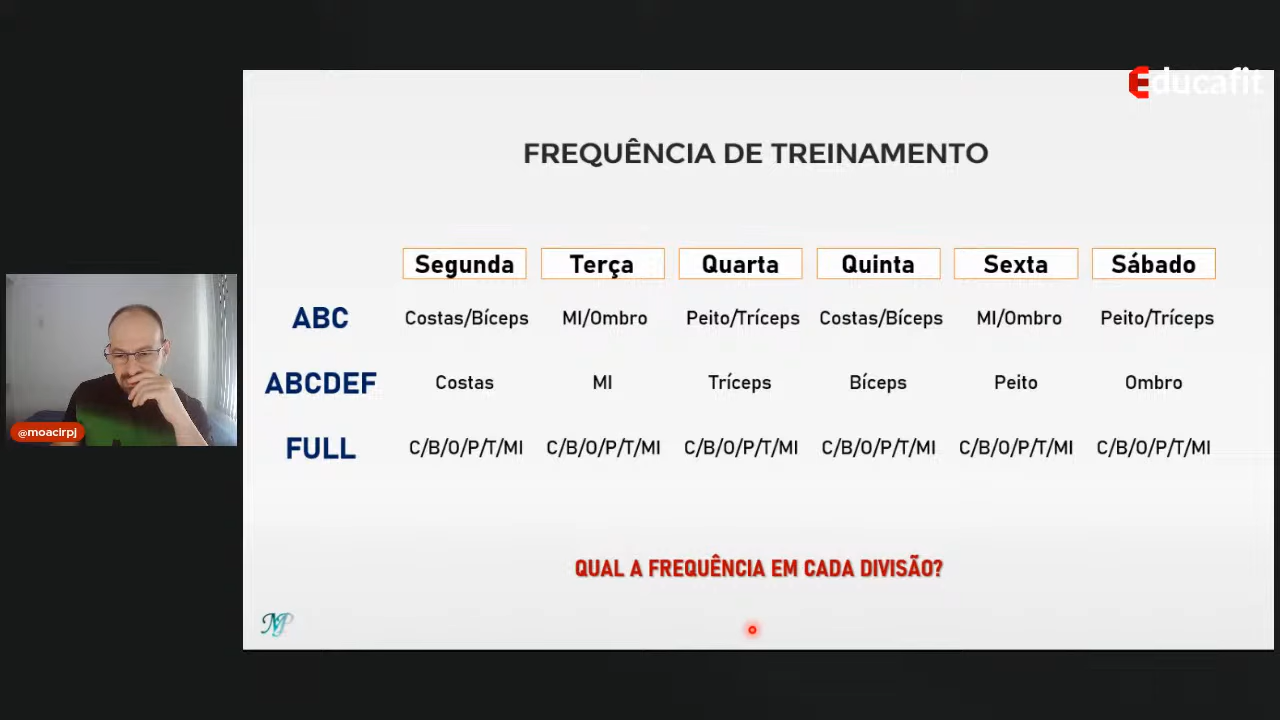 Educafit
FREQUÊNCIA DE TREINAMENTO
Segunda Terça Quarta Quinta Sexta Sábado
ABC Costas/Bíceps MI/Ombro Peito/Tríceps Costas/Bíceps MI/Ombro Peito/Tríceps
ABCDEF Costas MI Tríceps Bíceps Peito Ombro
FULL C/B/O/P/T/MI C/B/O/P/T/MI C/B/O/P/T/MI C/B/O/P/T/MI C/B/O/P/T/MI C/B/O/P/T/MI
@moacirpj
QUAL A FREQUÊNCIA EM CADA DIVISÃO?
MP